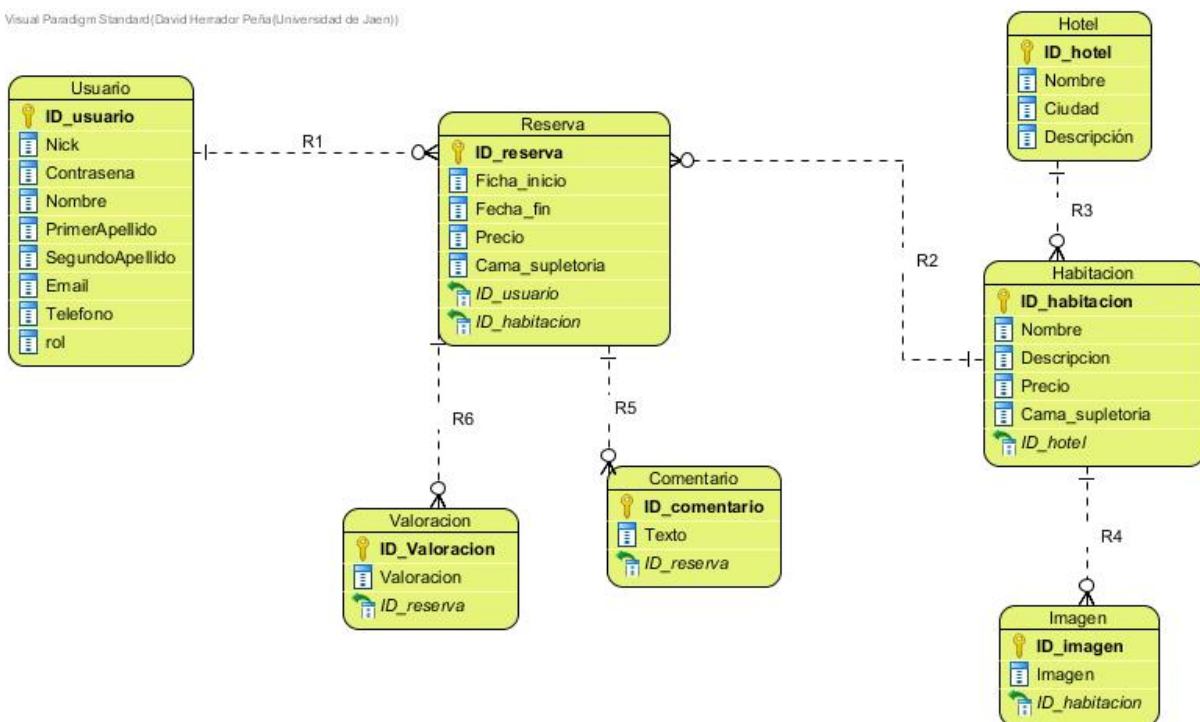 Visual Paradigm Standard(David Herrador Peña(Universidad de Jaen))
Usuario
ID_usuario
Nick
Contrasena
Nombre
PrimerApellido
SegundoApellido
Email
Telefono
rol
R1
Reserva
ID_reserva
Ficha_inicio
Fecha_fin
Precio
Cama_supletoria
ID_usuario
ID_habitacion
R2
Hotel
ID_hotel
Nombre
Ciudad
Descripción
R3
Habitacion
ID_habitacion
Nombre
Descripcion
Precio
Cama_supletoria
ID_hotel
R6
R5
R4
Valoracion
ID_Valoracion
Valoracion
ID_reserva
Comentario
ID_comentario
Texto
ID_reserva
Imagen
ID_imagen
Imagen
ID_habitacion